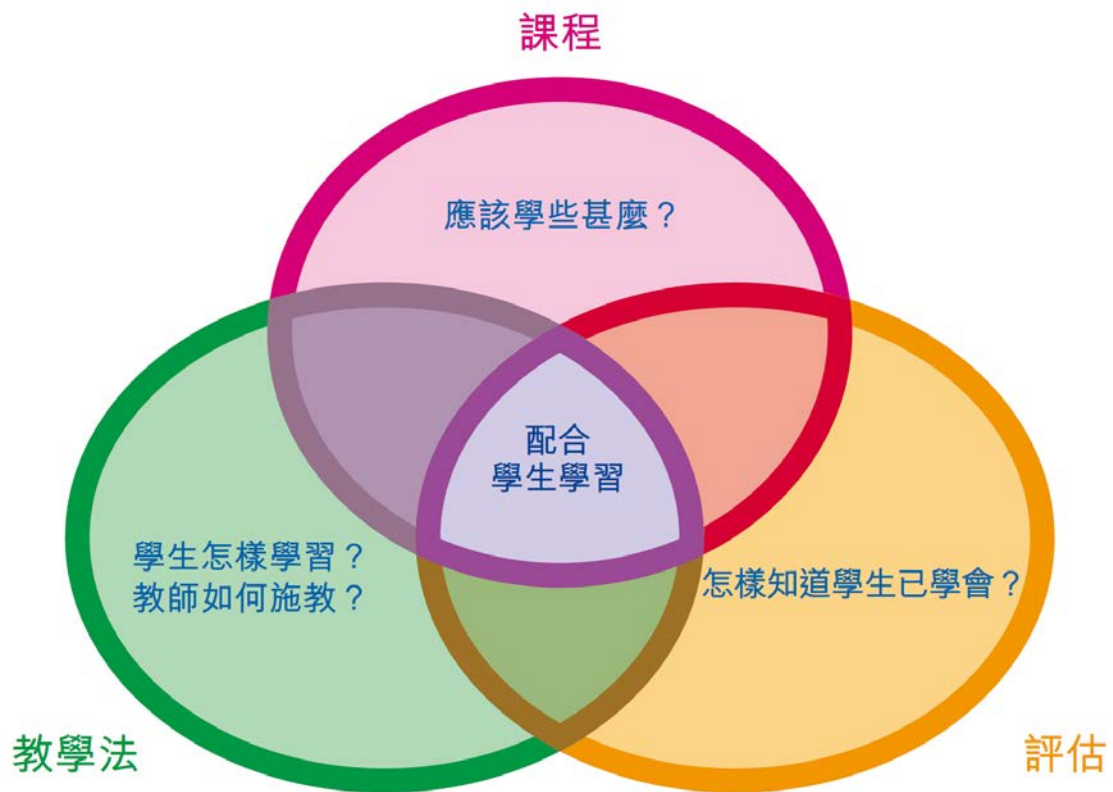 課程
應該學些甚麼？
配合
學生學習
學生怎樣學習？
教師如何施教？
怎樣知道學生已學會？
教學法
評估